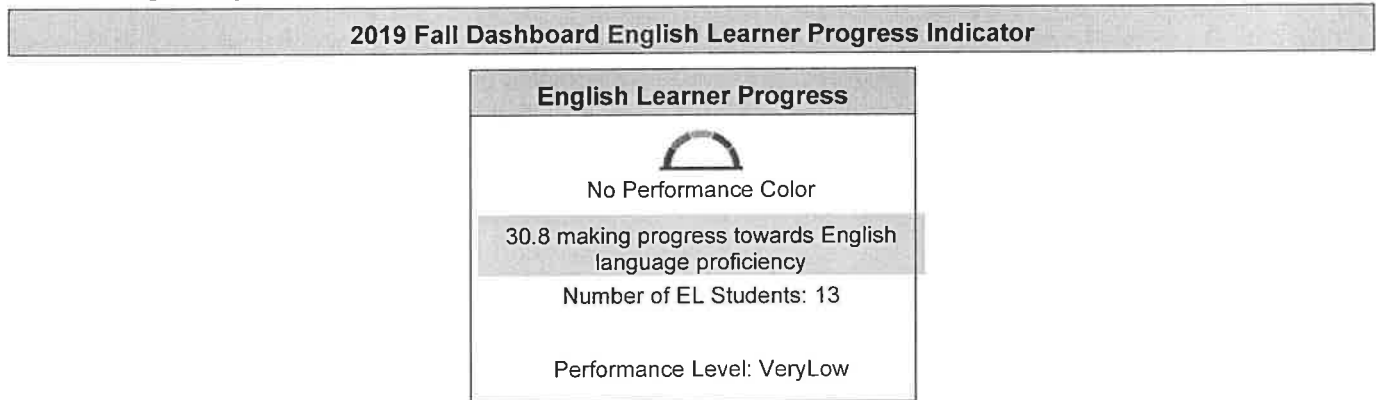 2019 Fall Dashboard English Learner Progress Indicator
English Learner Progress
No Performance Color
30.8 making progress towards English
language proficiency
Number of EL Students: 13
Performance Level: VeryLow